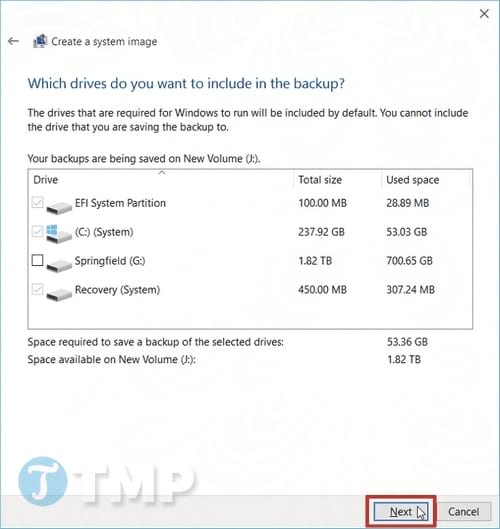 Create a system image
Which drives do you want to include in the backup?
The drives that are required for Windows to run will be included by default. You cannot include
the drive that you are saving the backup to.
Your backups are being saved on New Volume (J:).
Drive Total size Used space
EFI System Partition 100.00 MB 28.89 MB
(C:) (System) 237.92 GB 53.03 GB
Springfield (G:) 1.82 TB 700.65 GB
Recovery (System) 450.00 MB 307.24 MB
Space required to save a backup of the selected drives: 53.36 GB
Space available on New Volume (J:): 1.82 TB
T TMP
Next Cancel